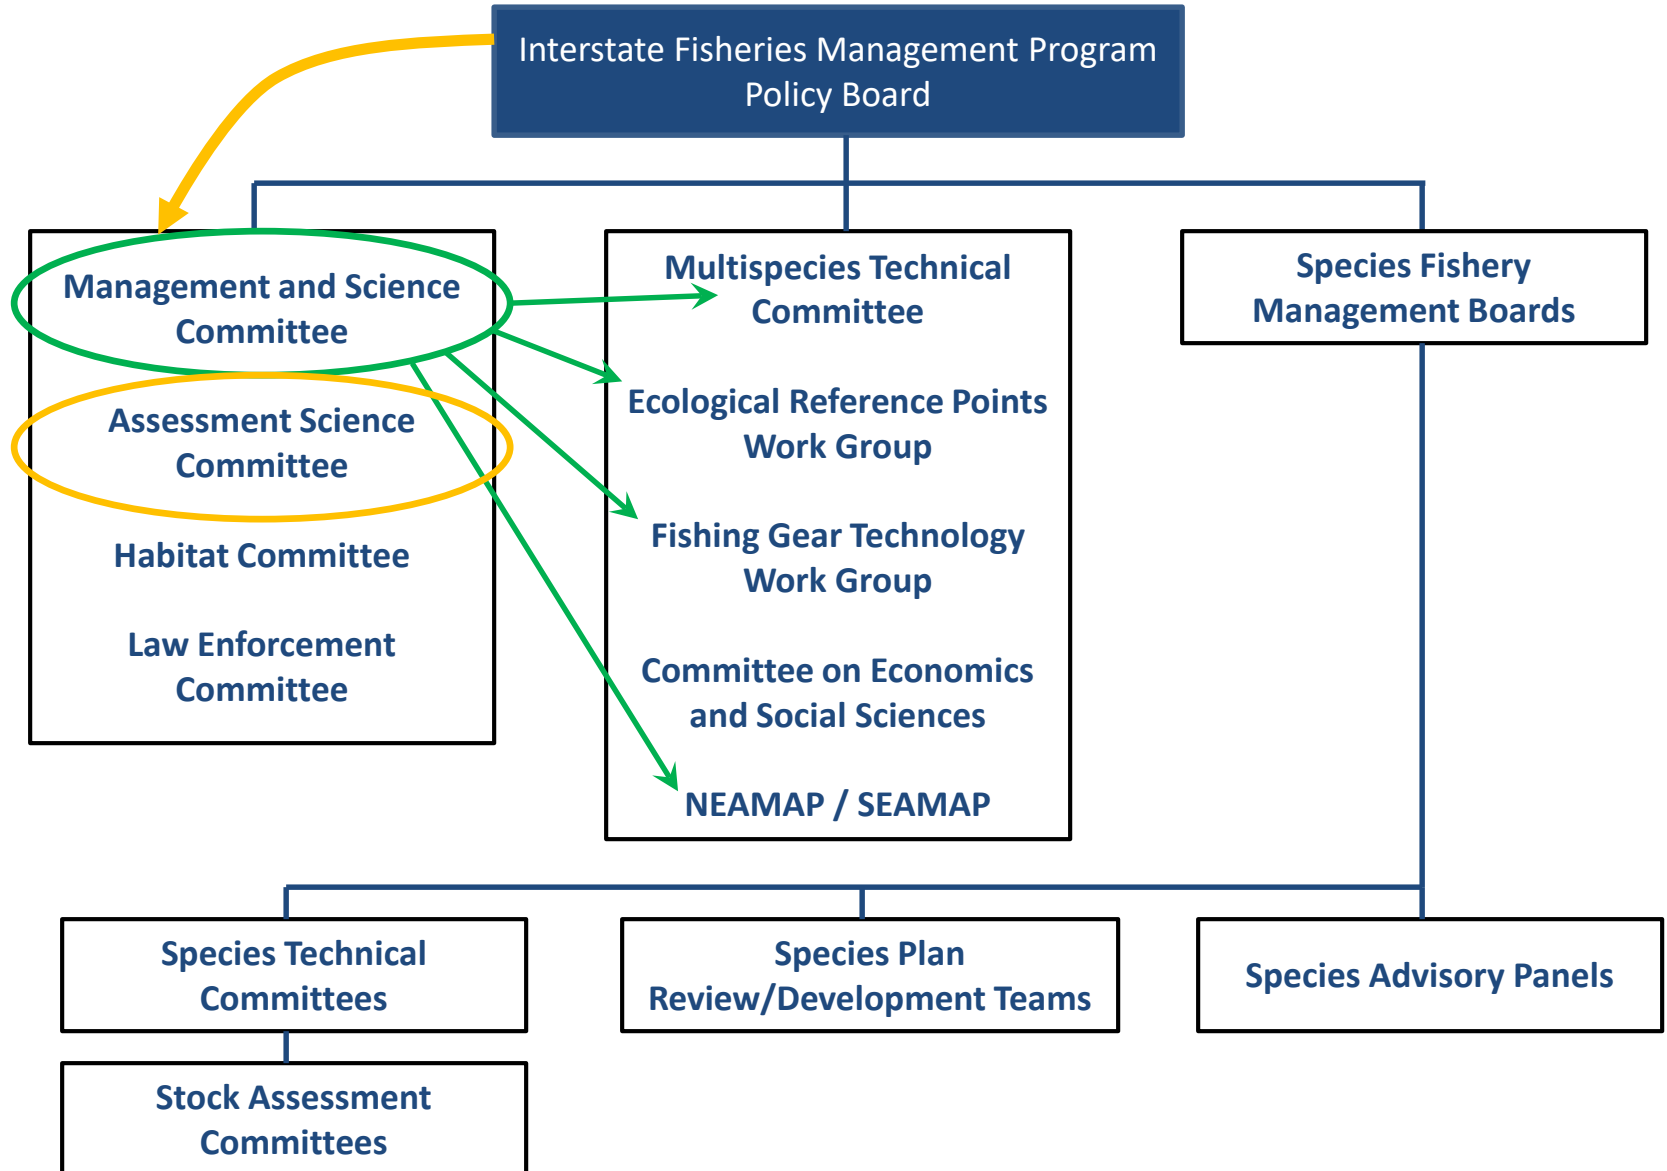 Interstate Fisheries Management Program
Policy Board
Management and Science
Committee
Assessment Science
Committee
Habitat Committee
Law Enforcement
Committee
Multispecies Technical
Committee
Ecological Reference Points
Work Group
Fishing Gear Technology
Work Group
Committee on Economics
and Social Sciences
NEAMAP / SEAMAP
Species Fishery
Management Boards
Species Technical
Committees
Species Plan
Review/Development Teams
Species Advisory Panels
Stock Assessment
Committees